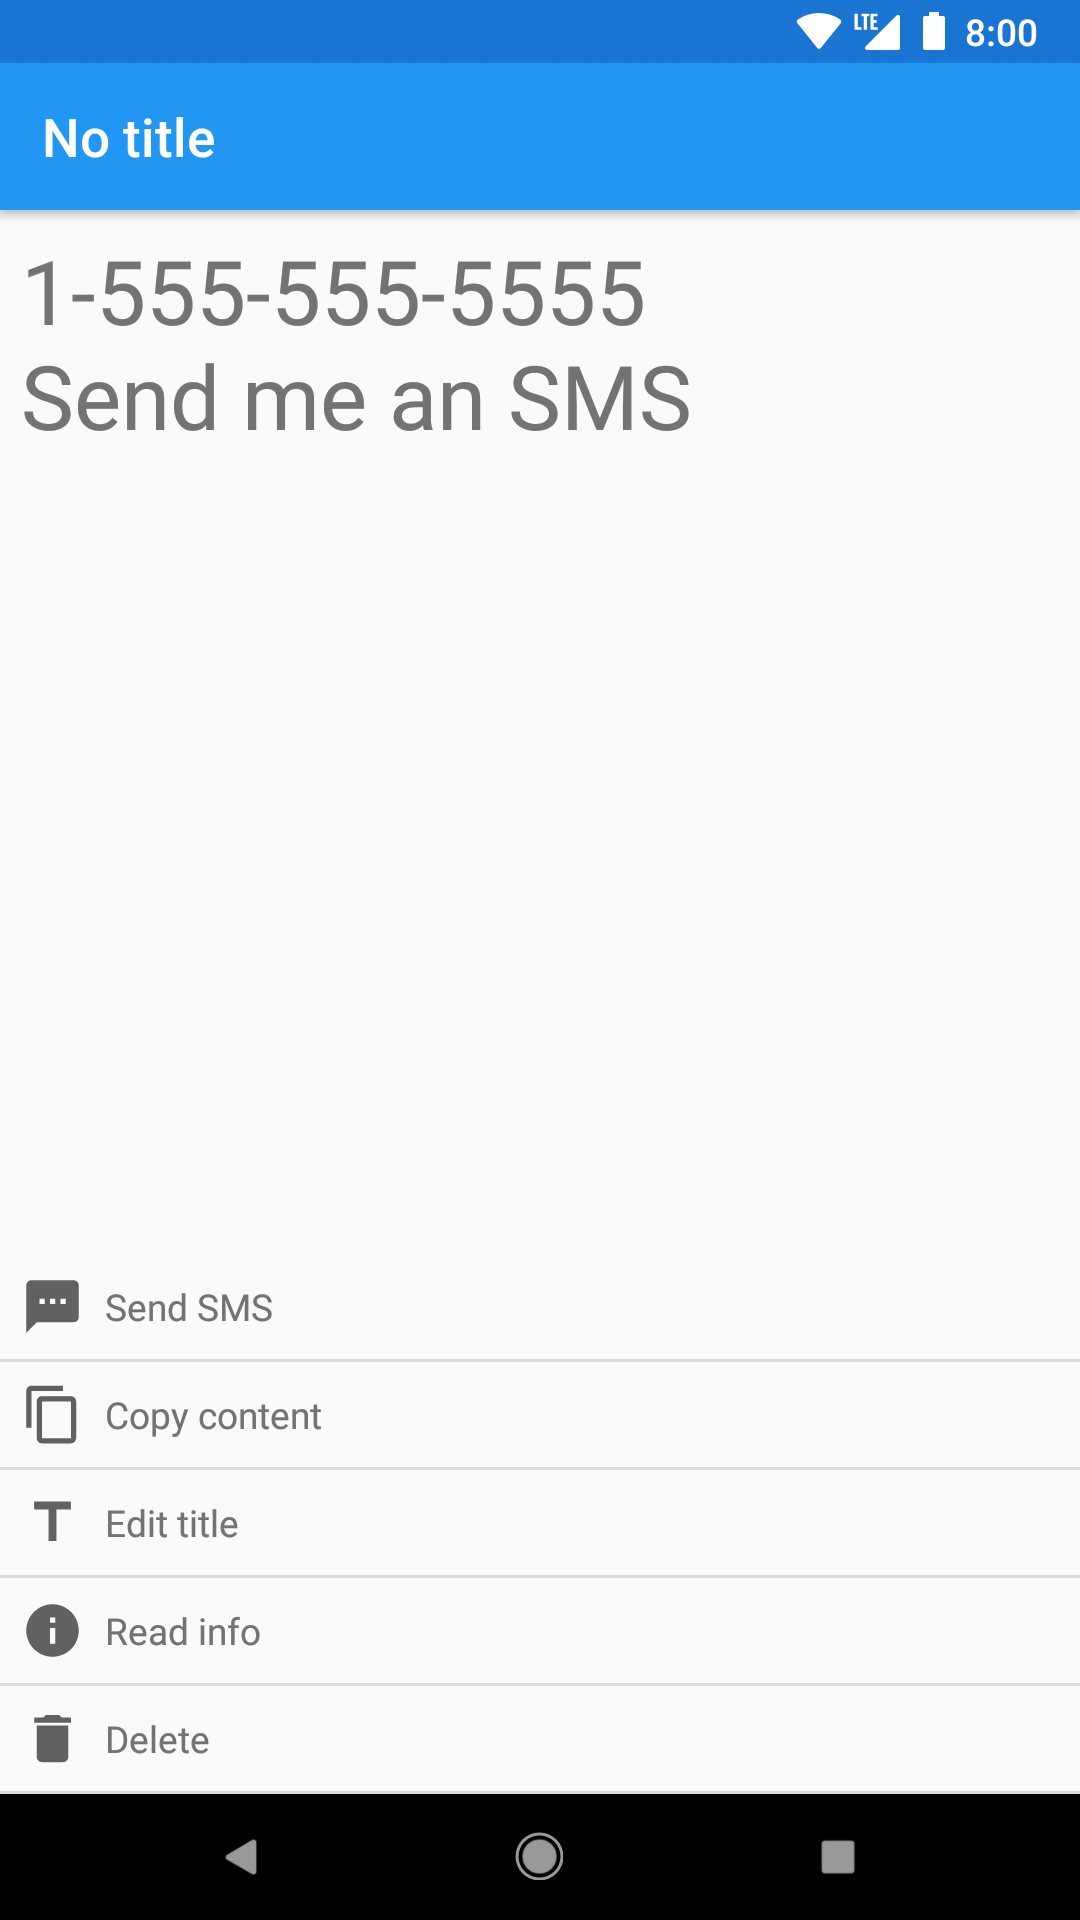 LTE 8:00
No title
1-555-555-5555
Send me an SMS
Send SMS
Copy content
Edit title
Read info
Delete